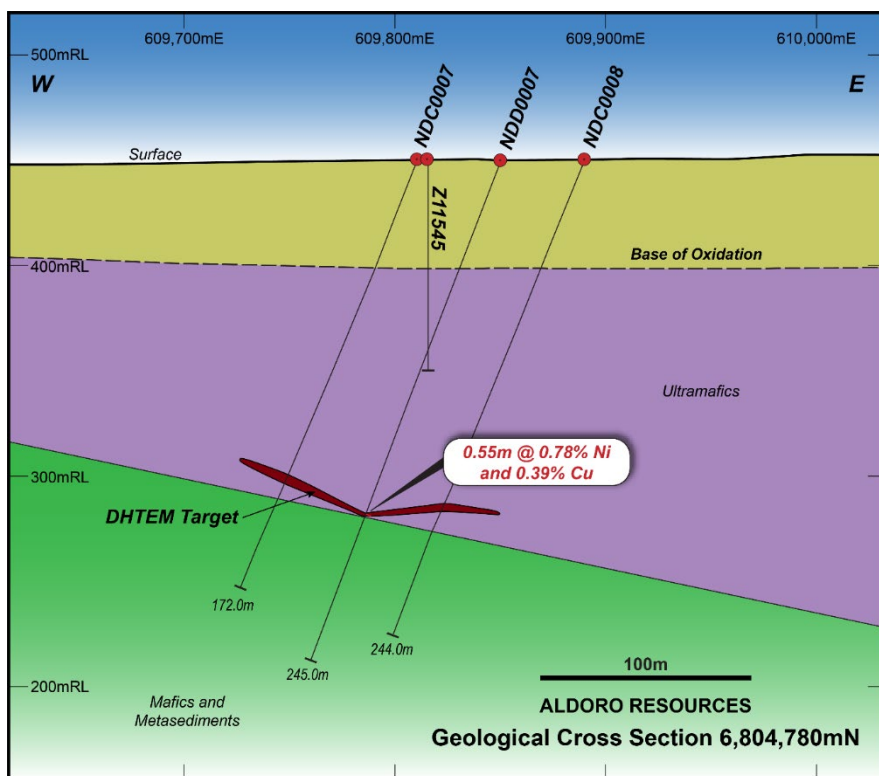 609,700mE
609,800mE
609,900mE
610,000mE
500mRL
W
E
NDC0007
NDD0007
NDC0008
Surface
Z11545
Base of Oxidation
400mRL
Ultramafics
0.55m @ 0.78% Ni
and 0.39% Cu
300mRL
DHTEM Target
172.0m
244.0m
245.0m
100m
200mRL
Mafics and
Metasediments
ALDORO RESOURCES
Geological Cross Section 6,804,780mN